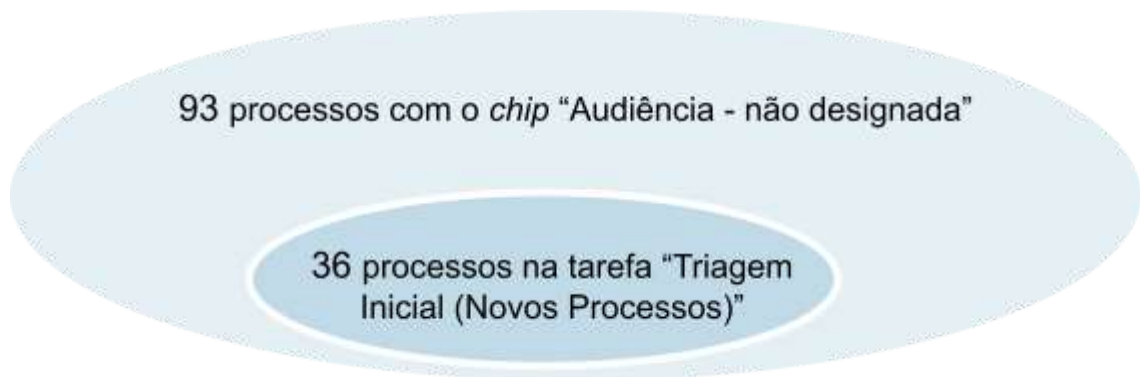 93 processos com o chip “Audiência - não designada”
36 processos na tarefa “Triagem
Inicial (Novos Processos)”